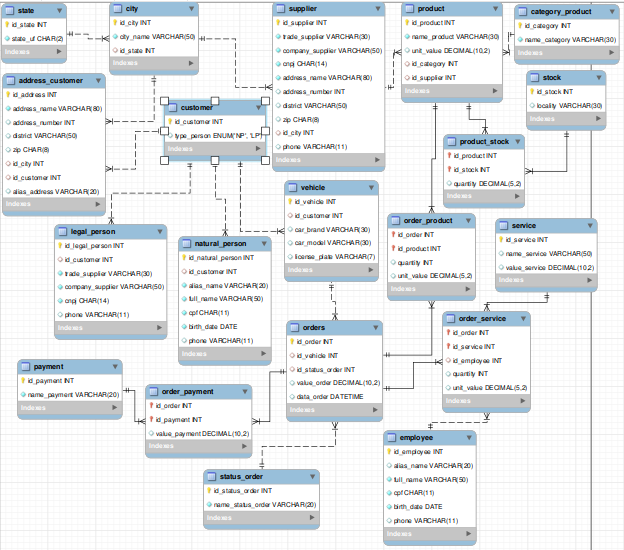 state
id_state INT
state_uf CHAR(2)
Indexes
city
id_city INT
city_name VARCHAR(50)
id_state INT
Indexes
supplier
id_supplier INT
trade_supplier VARCHAR(30)
company_supplier VARCHAR(50)
cnpj CHAR(14)
address_name VARCHAR(80)
address_number INT
district VARCHAR(50)
zip CHAR(8)
id_city INT
phone VARCHAR(11)
Indexes
product
id_product INT
name_product VARCHAR(30)
unit_value DECIMAL(10,2)
id_category INT
id_supplier INT
Indexes
category_product
id_category INT
name_category VARCHAR(30)
Indexes
address_customer
id_address INT
address_name VARCHAR(80)
address_number INT
district VARCHAR(50)
zip CHAR(8)
id_city INT
id_customer INT
alias_address VARCHAR(20)
Indexes
customer
id_customer INT
type_person ENUM('NP', 'LP')
Indexes
stock
id_stock INT
locality VARCHAR(30)
Indexes
product_stock
id_product INT
id_stock INT
quantity DECIMAL(5,2)
Indexes
vehicle
id_vehicle INT
id_customer INT
car_brand VARCHAR(30)
car_model VARCHAR(30)
license_plate VARCHAR(7)
Indexes
legal_person
id_legal_person INT
id_customer INT
trade_supplier VARCHAR(30)
company_supplier VARCHAR(50)
cnpj CHAR(14)
phone VARCHAR(11)
Indexes
natural_person
id_natural_person INT
id_customer INT
alias_name VARCHAR(20)
full_name VARCHAR(50)
cpf CHAR(11)
birth_date DATE
phone VARCHAR(11)
Indexes
order_product
id_order INT
id_product INT
quantity INT
unit_value DECIMAL(5,2)
Indexes
service
id_service INT
name_service VARCHAR(50)
value_service DECIMAL(10,2)
Indexes
orders
id_order INT
id_vehicle INT
id_status_order INT
value_order DECIMAL(10,2)
data_order DATETIME
Indexes
order_service
id_order INT
id_service INT
id_employee INT
quantity INT
unit_value DECIMAL(5,2)
Indexes
payment
id_payment INT
name_payment VARCHAR(20)
Indexes
order_payment
id_order INT
id_payment INT
value_payment DECIMAL(10,2)
Indexes
employee
id_employee INT
alias_name VARCHAR(20)
full_name VARCHAR(50)
cpf CHAR(11)
birth_date DATE
phone VARCHAR(11)
Indexes
status_order
id_status_order INT
name_status_order VARCHAR(20)
Indexes